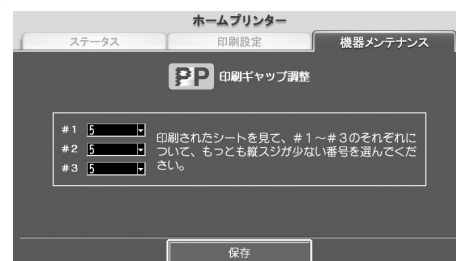 ホームプリンター
ステータス
印刷設定
機器メンテナンス
PP 印刷ギャップ調整
#1 5
#2 5
#3 5
印刷されたシートを見て、#1~#3のそれぞれに
ついて、もっとも縦スジが少ない番号を選んでくだ
さい。
保存